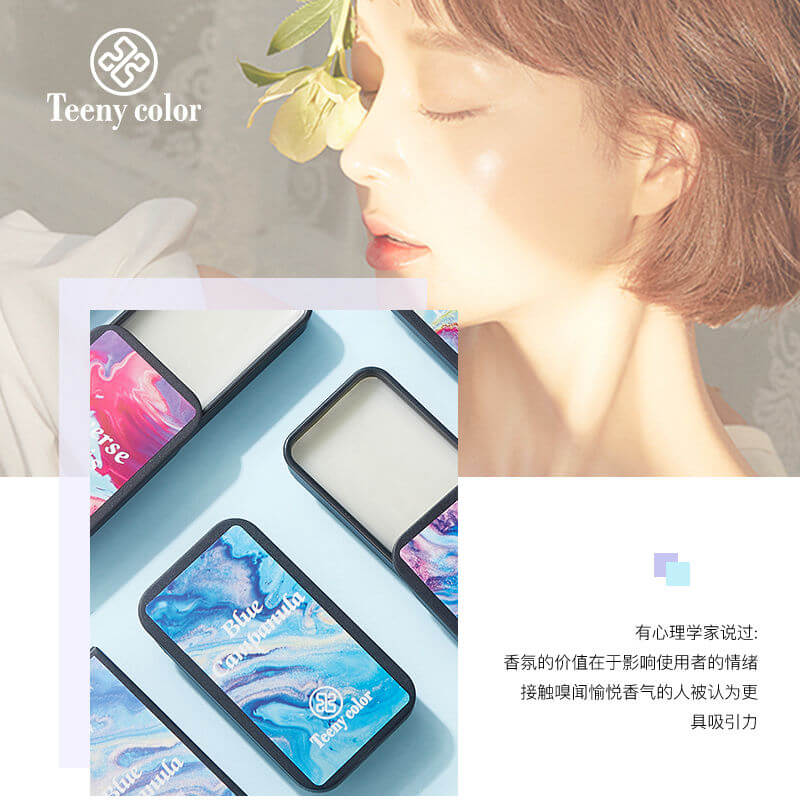 Teeny color
Blue
Campanula
Teeny color
Blue
Campanula
有心理学家说过:
香氛的价值在于影响使用者的情绪
接触嗅闻愉悦香气的人被认为更
具吸引力